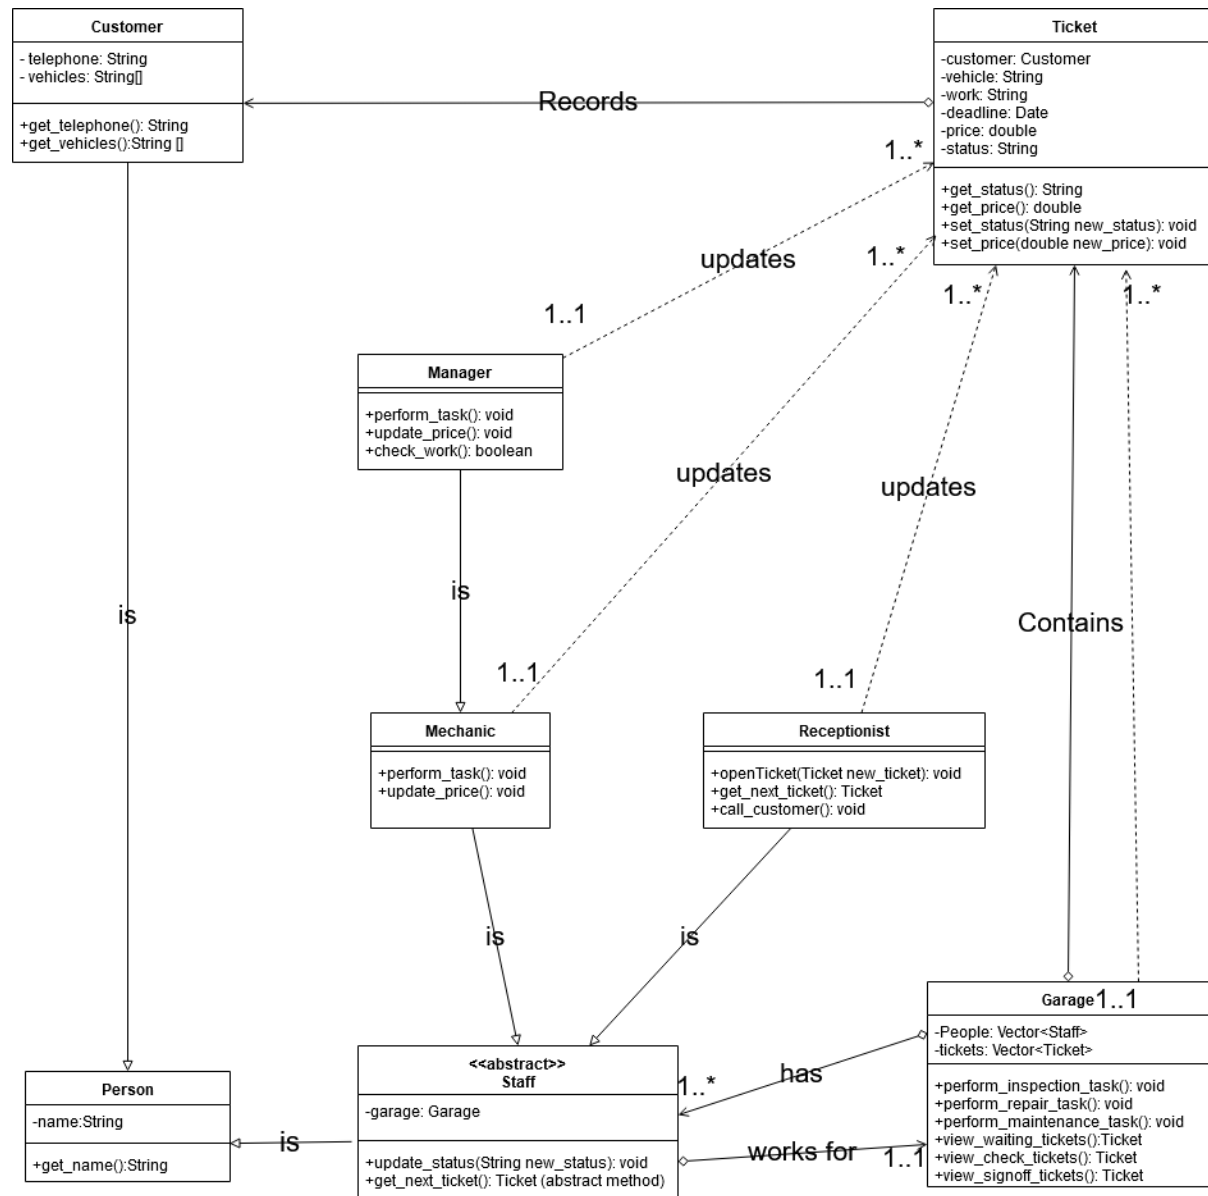 Customer
- telephone: String
- vehicles: String[]
+get_telephone(): String
+get_vehicles():String []
Ticket
-customer: Customer
-vehicle: String
-work: String
-deadline: Date
-price: double
-status: String
+get_status(): String
+get_price(): double
+set_status(String new_status): void
+set_price(double new_price): void
Records
1..*
updates
1..*
1..*
1..*
1..1
Manager
+perform_task(): void
+update_price(): void
+check_work(): boolean
updates
updates
is
is
Contains
1..1
1..1
Mechanic
+perform_task(): void
+update_price(): void
Receptionist
+openTicket(Ticket new_ticket): void
+get_next_ticket(): Ticket
+call_customer(): void
is
is
Garage
1..1
-People: Vector<Staff>
-tickets: Vector<Ticket>
+perform_inspection_task(): void
+perform_repair_task(): void
+perform_maintenance_task(): void
+view_waiting_tickets():Ticket
+view_check_tickets(): Ticket
+view_signoff_tickets(): Ticket
<<abstract>>
Staff
-garage: Garage
+update_status(String new_status): void
+get_next_ticket(): Ticket (abstract method)
1..*
has
works for
1..1
Person
-name:String
+get_name():String
is